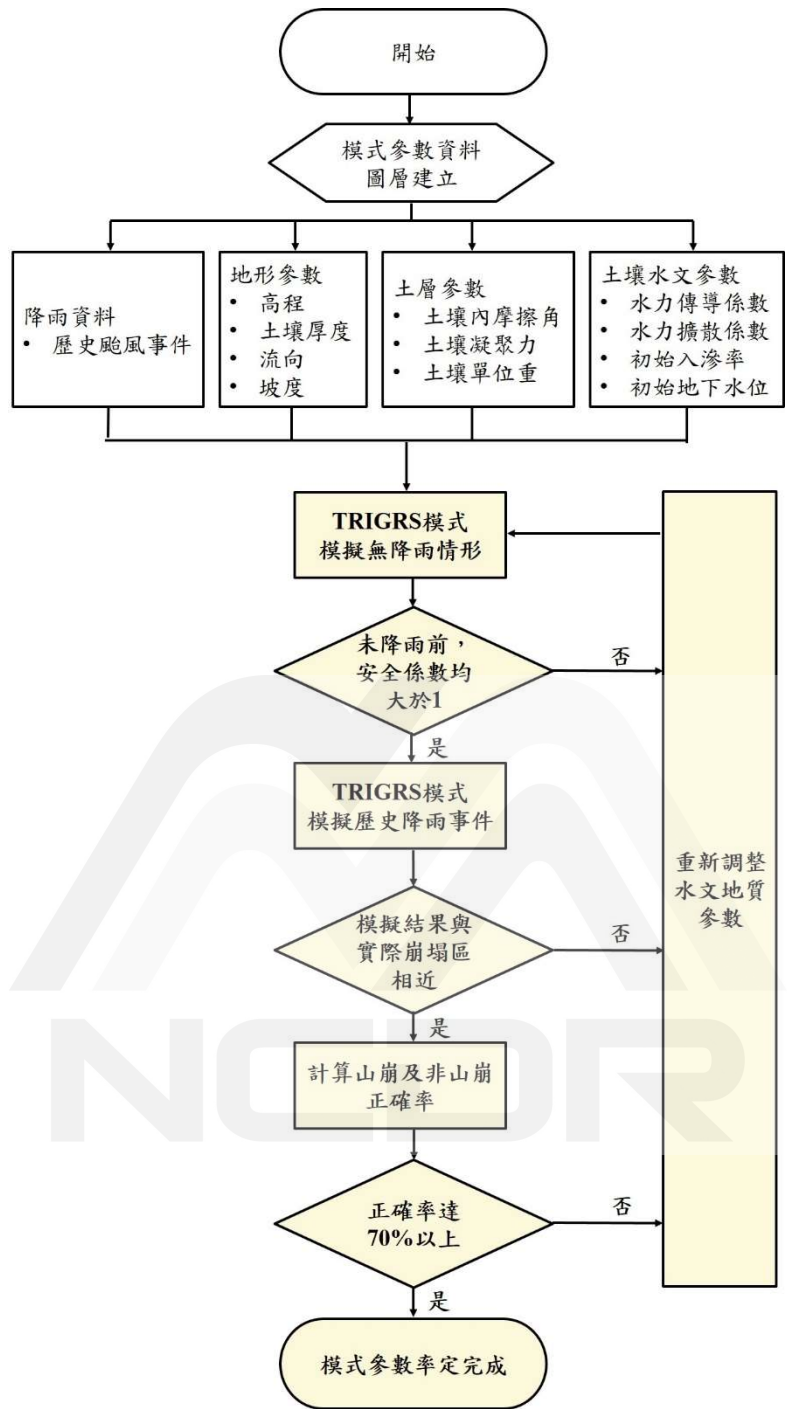 開始
模式參數資料
圖層建立
降雨資料
• 歷史颱風事件
地形參數
• 高程
• 土壤厚度
• 流向
• 坡度
土層參數
• 土壤內摩擦角
• 土壤凝聚力
• 土壤單位重
土壤水文參數
• 水力傳導係數
• 水力擴散係數
• 初始入滲率
• 初始地下水位
TRIGRS模式
模擬無降雨情形
未降雨前，
安全係數均
大於1
否
是
TRIGRS模式
模擬歷史降雨事件
重新調整
水文地質
參數
模擬結果與
實際崩塌區
相近
否
是
計算山崩及非山崩
正確率
正確率達
70%以上
否
是
模式參數率定完成
NCDR